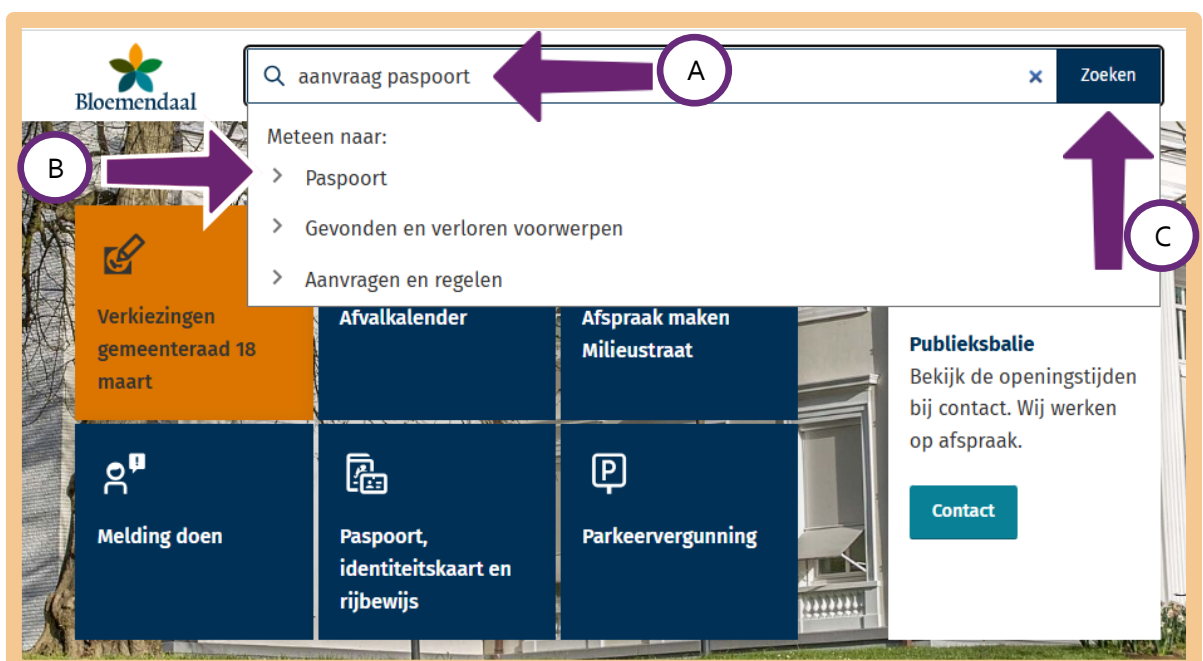 Bloemendaal
aanvraag paspoort
A
Zoeken
Meteen naar:
B
Paspoort
Gevonden en verloren voorwerpen
C
Aanvragen en regelen
Verkiezingen
gemeenteraad 18
maart
Afvalkalender
Afspraak maken
Milieustraat
Publieksbalie
Bekijk de openingstijden
bij contact. Wij werken
op afspraak.
Contact
Melding doen
Paspoort,
identiteitskaart en
rijbewijs
P
Parkeervergunning